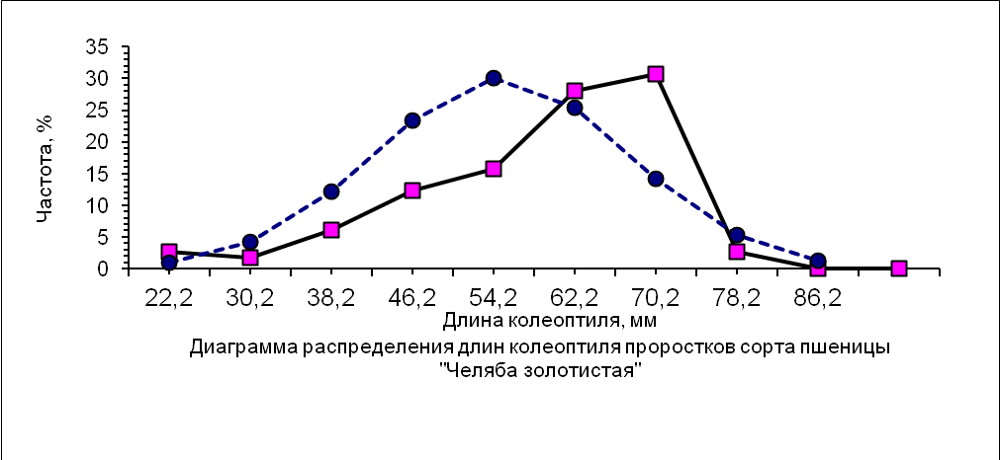 35
30
25
20
15
10
5
0
Частота, %
22,2 30,2 38,2 46,2 54,2 62,2 70,2 78,2 86,2
Длина колеоптиля, мм
Диаграмма распределения длин колеоптиля проростков сорта пшеницы
"Челяба золотистая"